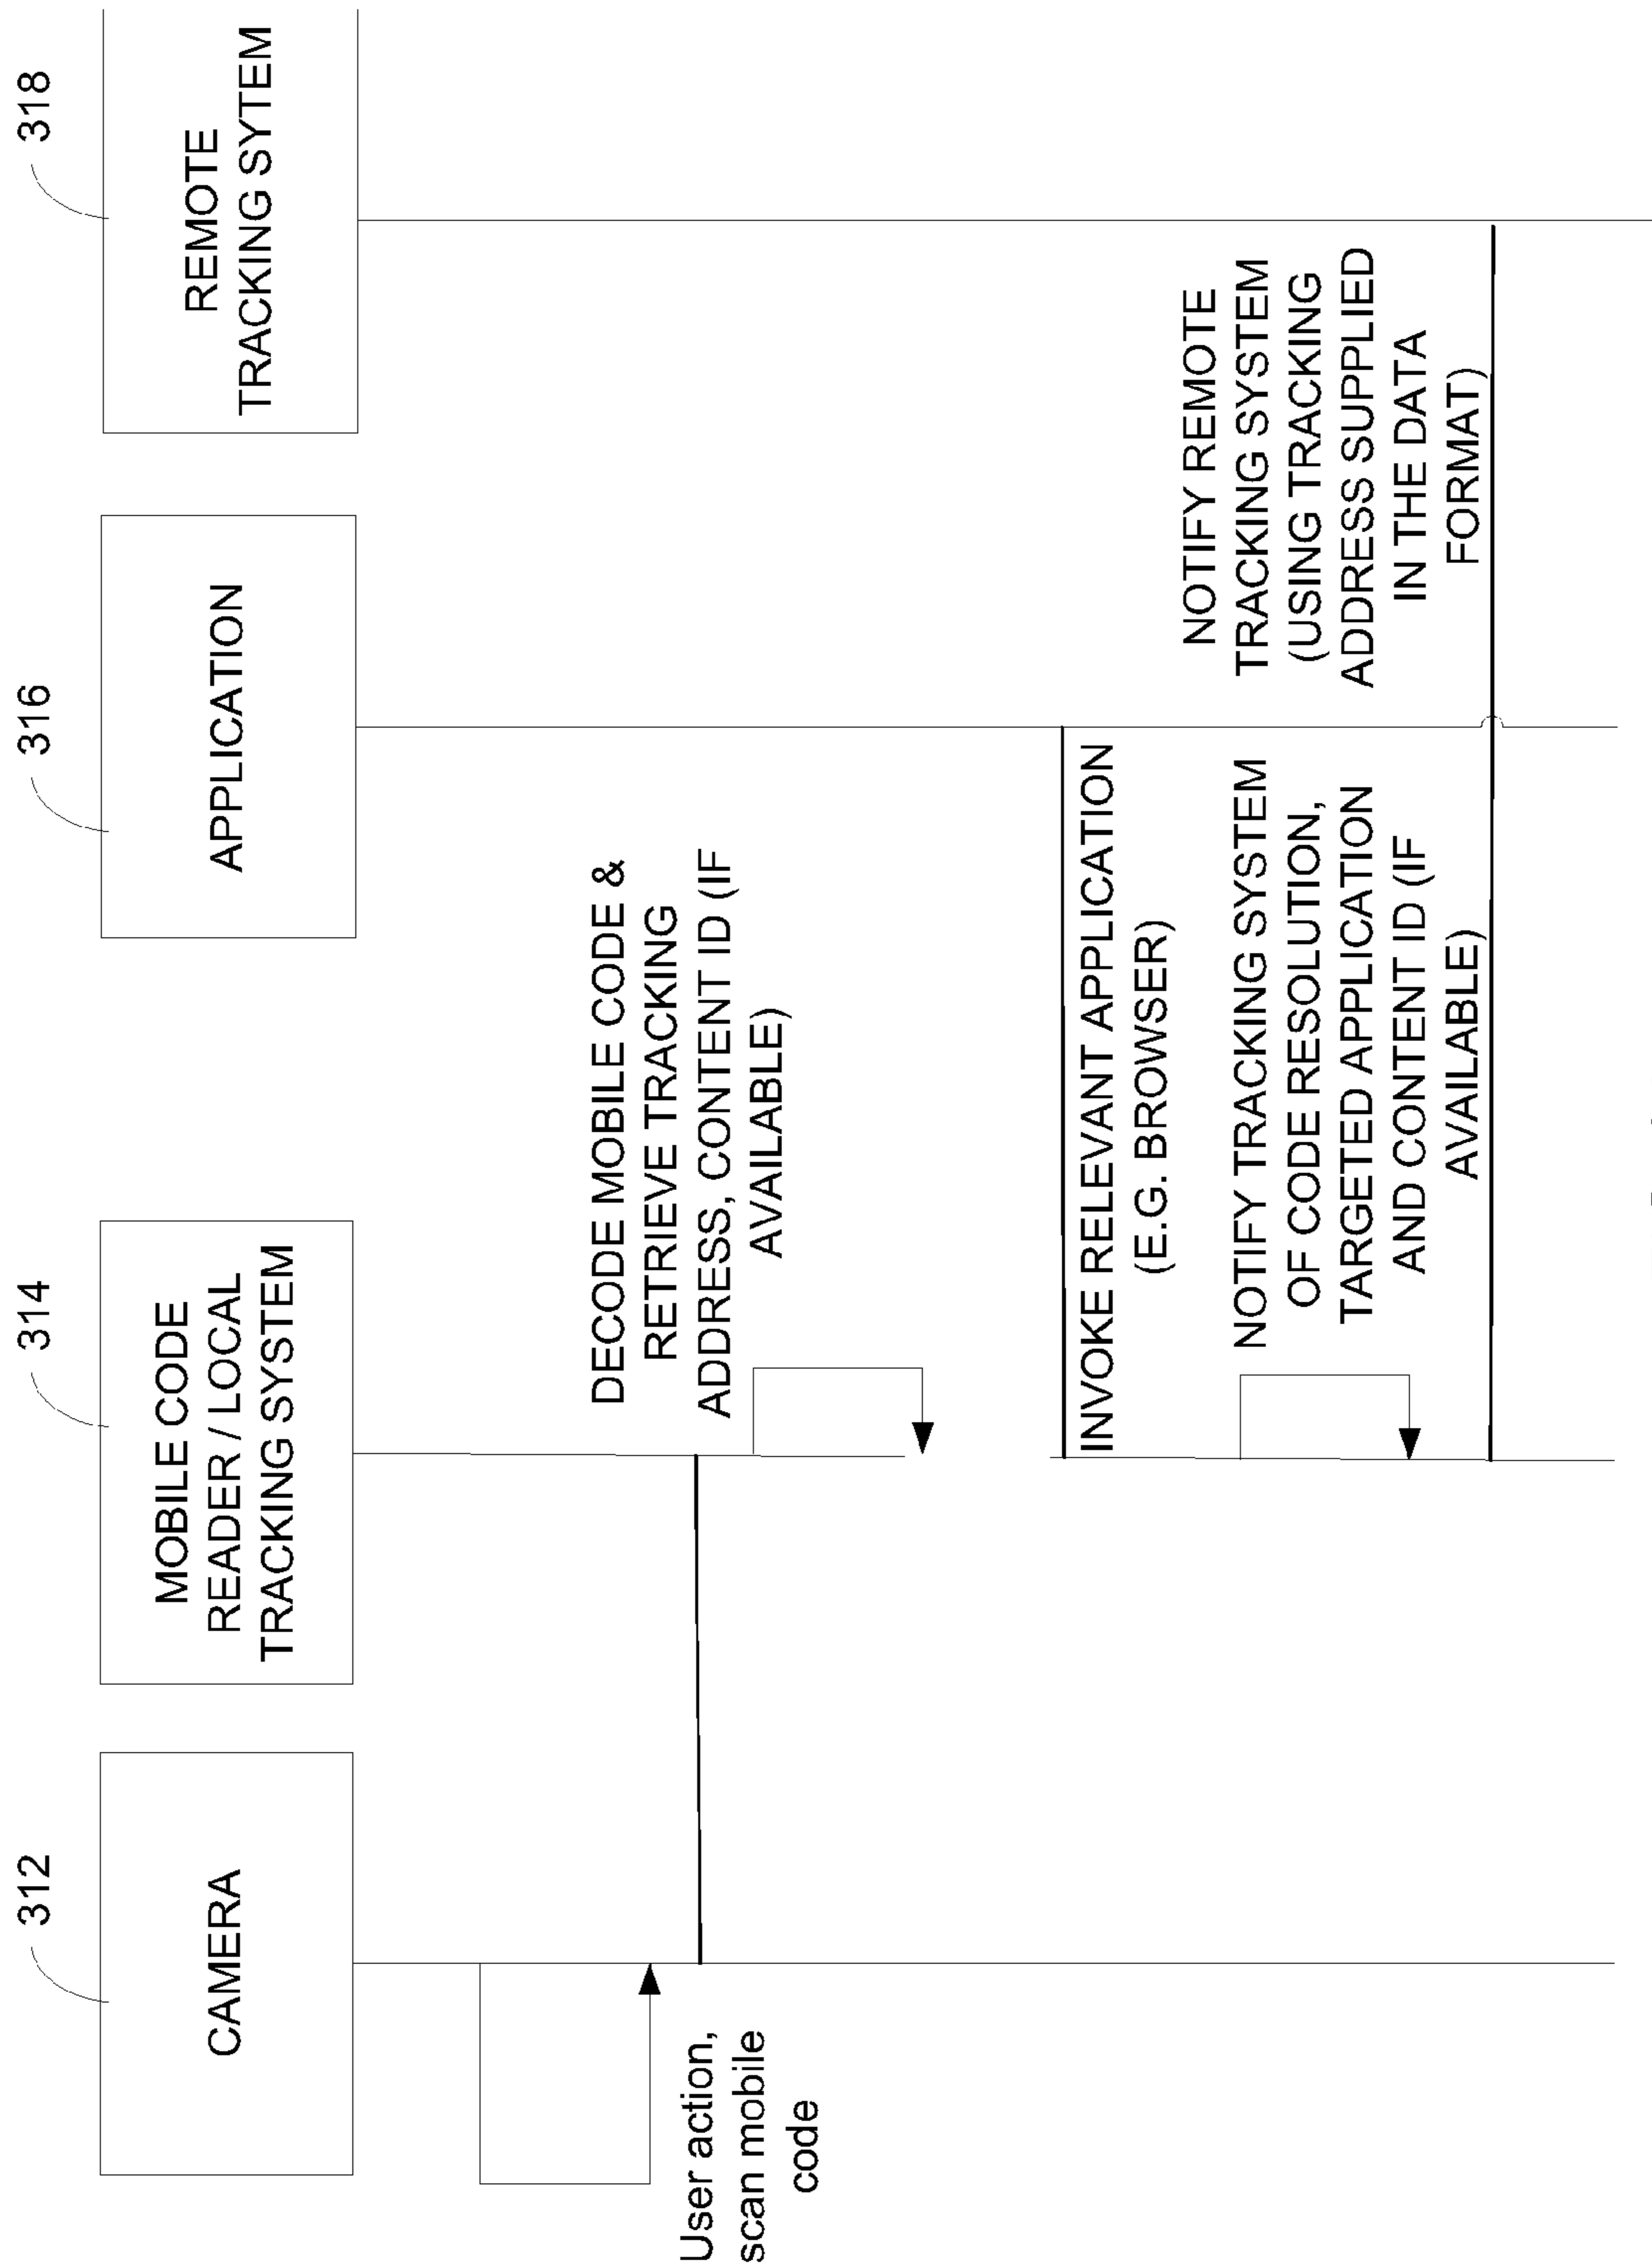 312
CAMERA
314
MOBILE CODE
READER / LOCAL
TRACKING SYSTEM
316
APPLICATION
318
REMOTE
TRACKING SYTEM
User action,
scan mobile
code
DECODE MOBILE CODE &
RETRIEVE TRACKING
ADDRESS, CONTENT ID (IF
AVAILABLE)
INVOKE RELEVANT APPLICATION
(E.G. BROWSER)
NOTIFY TRACKING SYSTEM
OF CODE RESOLUTION,
TARGETED APPLICATION
AND CONTENT ID (IF
AVAILABLE)
NOTIFY REMOTE
TRACKING SYSTEM
(USING TRACKING
ADDRESS SUPPLIED
IN THE DATA
FORMAT)